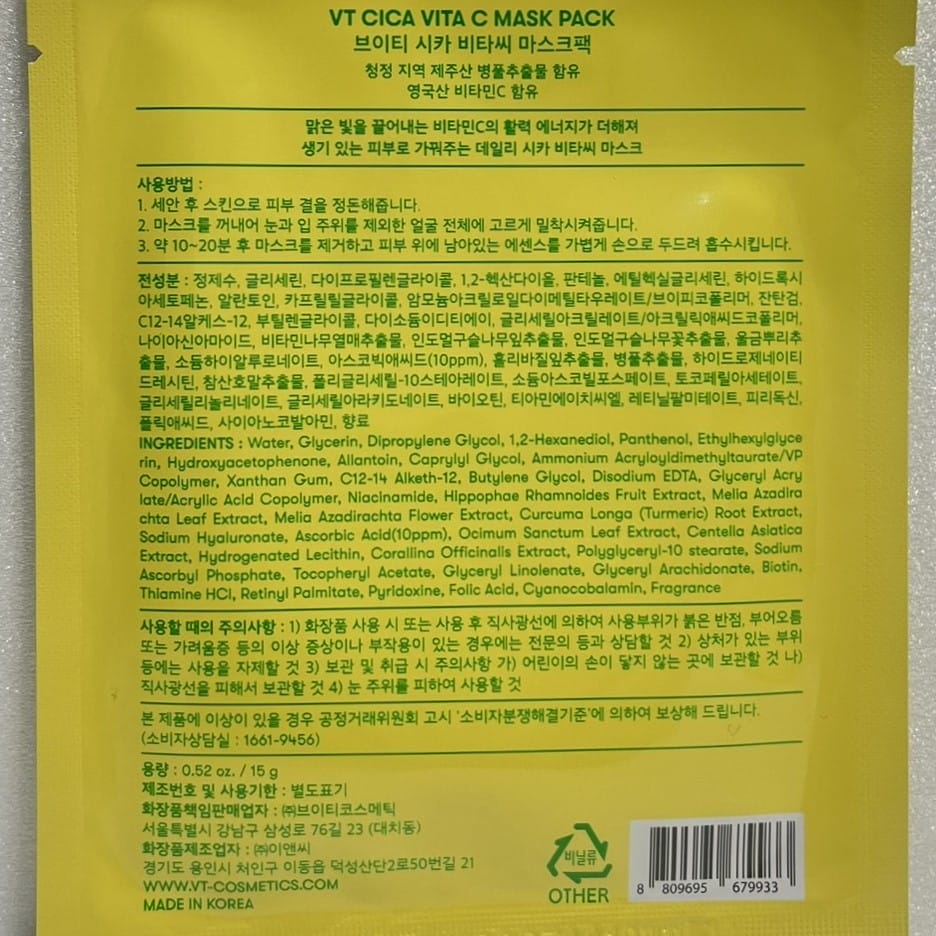 VT CICA VITA C MASK PACK
브이티 시카 비타씨 마스크팩
청정 지역 제주산 병풀추출물 함유
영국산 비타민C 함유
맑은 빛을 끌어내는 비타민C의 활력 에너지가 더해져
생기 있는 피부로 가꿔주는 데일리 시카 비타씨 마스크
사용방법 :
1. 세안 후 스킨으로 피부 결을 정돈해줍니다.
2. 마스크를 꺼내어 눈과 입 주위를 제외한 얼굴 전체에 고르게 밀착시켜줍니다.
3. 약 10~20분 후 마스크를 제거하고 피부 위에 남아있는 에센스를 가볍게 손으로 두드려 흡수시킵니다.
전성분 : 정제수, 글리세린, 다이프로필렌글라이콜, 1,2-헥산다이올, 판테놀, 에틸헥실글리세린, 하이드록시
아세토페논, 알란토인, 카프릴릴글라이콜, 암모늄아크릴로일다이메틸타우레이트/브이피코폴리머, 잔탄검,
C12-14알케스-12, 부틸렌글라이콜, 다이소듐이디티에이, 글리세릴아크릴레이트/아크릴릭애씨드코폴리머,
나이아신아마이드, 비타민나무열매추출물, 인도멀구슬나무잎추출물, 인도멀구슬나무꽃추출물, 울금뿌리추
출물, 소듐하이알루로네이트, 아스코빅애씨드(10ppm), 홀리바질잎추출물, 병풀추출물, 하이드로제네이티
드레시틴, 참산호말추출물, 폴리글리세릴-10스테아레이트, 소듐아스코빌포스페이트, 토코페릴아세테이트,
글리세릴리놀리네이트, 글리세릴아라키도네이트, 바이오틴, 티아민에이치씨엘, 레티닐팔미테이트, 피리독신,
폴릭애씨드, 사이아노코발아민, 향료
INGREDIENTS : Water, Glycerin, Dipropylene Glycol, 1,2-Hexanediol, Panthenol, Ethylhexylglyce
rin, Hydroxyacetophenone, Allantoin, Caprylyl Glycol, Ammonium Acryloyldimethyltaurate/VP
Copolymer, Xanthan Gum, C12-14 Alketh-12, Butylene Glycol, Disodium EDTA, Glyceryl Acry
late/Acrylic Acid Copolymer, Niacinamide, Hippophae Rhamnoides Fruit Extract, Melia Azadira
chta Leaf Extract, Melia Azadirachta Flower Extract, Curcuma Longa (Turmeric) Root Extract,
Sodium Hyaluronate, Ascorbic Acid(10ppm), Ocimum Sanctum Leaf Extract, Centella Asiatica
Extract, Hydrogenated Lecithin, Corallina Officinalis Extract, Polyglyceryl-10 stearate, Sodium
Ascorbyl Phosphate, Tocopheryl Acetate, Glyceryl Linolenate, Glyceryl Arachidonate, Biotin,
Thiamine HCl, Retinyl Palmitate, Pyridoxine, Folic Acid, Cyanocobalamin, Fragrance
사용할 때의 주의사항 : 1) 화장품 사용 시 또는 사용 후 직사광선에 의하여 사용부위가 붉은 반점, 부어오름
또는 가려움증 등의 이상 증상이나 부작용이 있는 경우에는 전문의 등과 상담할 것 2) 상처가 있는 부위
등에는 사용을 자제할 것 3) 보관 및 취급 시 주의사항 가) 어린이의 손이 닿지 않는 곳에 보관할 것 나)
직사광선을 피해서 보관할 것 4) 눈 주위를 피하여 사용할 것
본 제품에 이상이 있을 경우 공정거래위원회 고시 '소비자분쟁해결기준'에 의하여 보상해 드립니다.
(소비자상담실 : 1661-9456)
용량 : 0.52 oz. / 15 g
제조번호 및 사용기한 : 별도표기
화장품책임판매업자 : ㈜브이티코스메틱
서울특별시 강남구 삼성로 76길 23 (대치동)
화장품제조업자 : ㈜이앤씨
경기도 용인시 처인구 이동읍 덕성산단2로50번길 21
WWW.VT-COSMETICS.COM
MADE IN KOREA
비닐류
OTHER
8 809695 679933